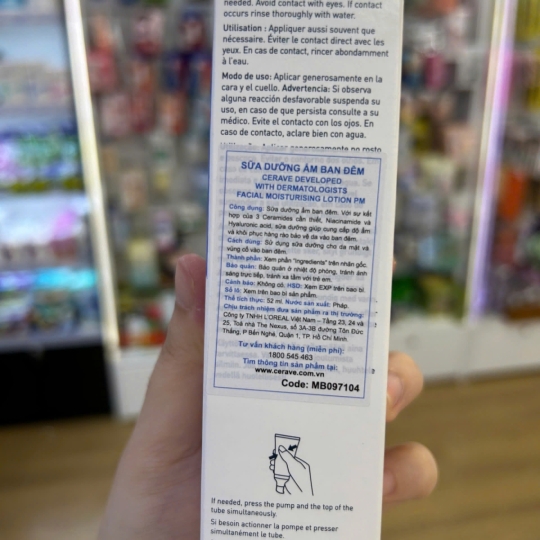 needed. Avoid contact with eyes. If contact
occurs rinse thoroughly with water.
Utilisation : Appliquer aussi souvent que
nécessaire. Éviter le contact direct avec les
yeux. En cas de contact, rincer abondamment
à l'eau.
Modo de uso: Aplicar generosamente en la
cara y el cuello. Advertencia: Si observa
alguna reacción desfavorable suspenda su
uso, en caso de que persista consulte a su
médico. Evite el contacto con los ojos. En
caso de contacto, aclare bien con agua.
SỮA DƯỠNG ẨM BAN ĐÊM
CERAVE DEVELOPED
WITH DERMATOLOGISTS
FACIAL MOISTURISING LOTION PM
Công dụng: Sữa dưỡng ẩm ban đêm. Với sự kết
hợp của 3 Ceramides cần thiết, Niacinamide và
Hyaluronic acid, sữa dưỡng giúp cung cấp độ ẩm
và khôi phục hàng rào bảo vệ da vào ban đêm.
Cách dùng: Sử dụng sữa dưỡng cho da mặt và
vùng cổ vào ban đêm.
Thành phần: Xem phần "Ingredients" trên nhãn gốc.
Bảo quản: Bảo quản ở nhiệt độ phòng, tránh ánh
sáng trực tiếp, tránh xa tầm với trẻ em.
Cảnh báo: Không có. HSD: Xem EXP trên bao bì.
Số lô: Xem trên bao bì sản phẩm.
Thể tích thực: 52 ml. Nước sản xuất: Pháp.
Chịu trách nhiệm đưa sản phẩm ra thị trường:
Công ty TNHH L'OREAL Việt Nam – Tầng 23, 24 và
25, Toà nhà The Nexus, số 3A-3B đường Tôn Đức
Thắng, P Bến Nghé, Quận 1, TP. Hồ Chí Minh.
Tư vấn khách hàng (miễn phí):
1800 545 463
Tìm thông tin sản phẩm tại:
www.cerave.com.vn
Code: MB097104
If needed, press the pump and the top of the
tube simultaneously.
Si besoin actionner la pompe et presser
simultanément le tube.